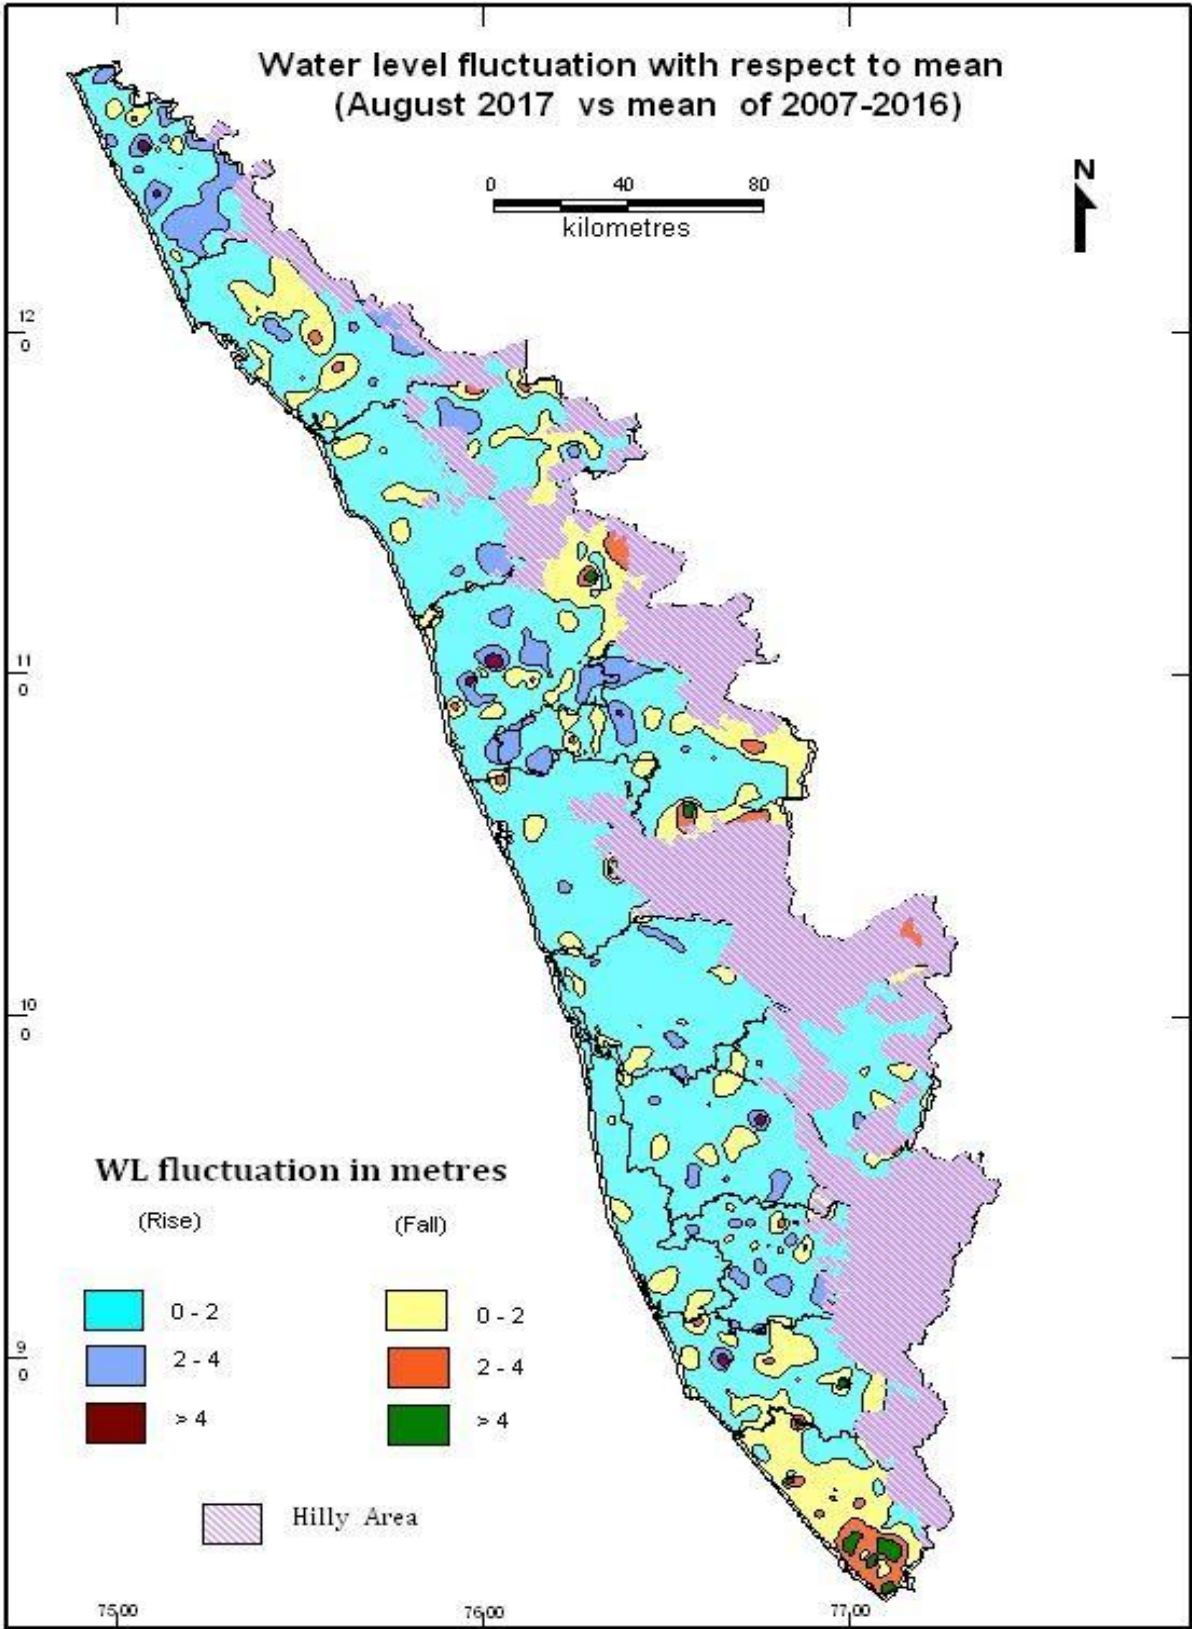 Water level fluctuation with respect to mean
(August 2017 vs mean of 2007-2016)
N
0 40 80
kilometres
12
0
11
0
10
0
9
0
WL fluctuation in metres
(Rise) (Fall)
0 - 2 0 - 2
2 - 4 2 - 4
> 4 > 4
Hilly Area
75,00 76,00 77,00